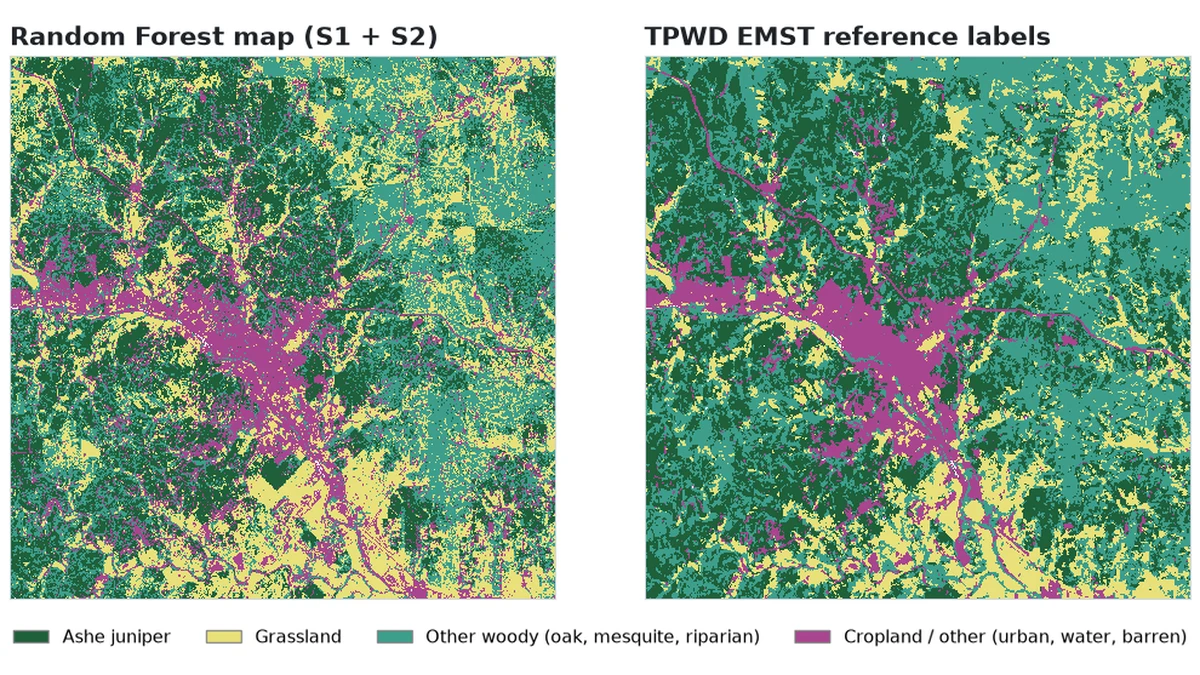 Random Forest map (S1 + S2)
TPWD EMST reference labels
Ashe juniper
Grassland
Other woody (oak, mesquite, riparian)
Cropland / other (urban, water, barren)